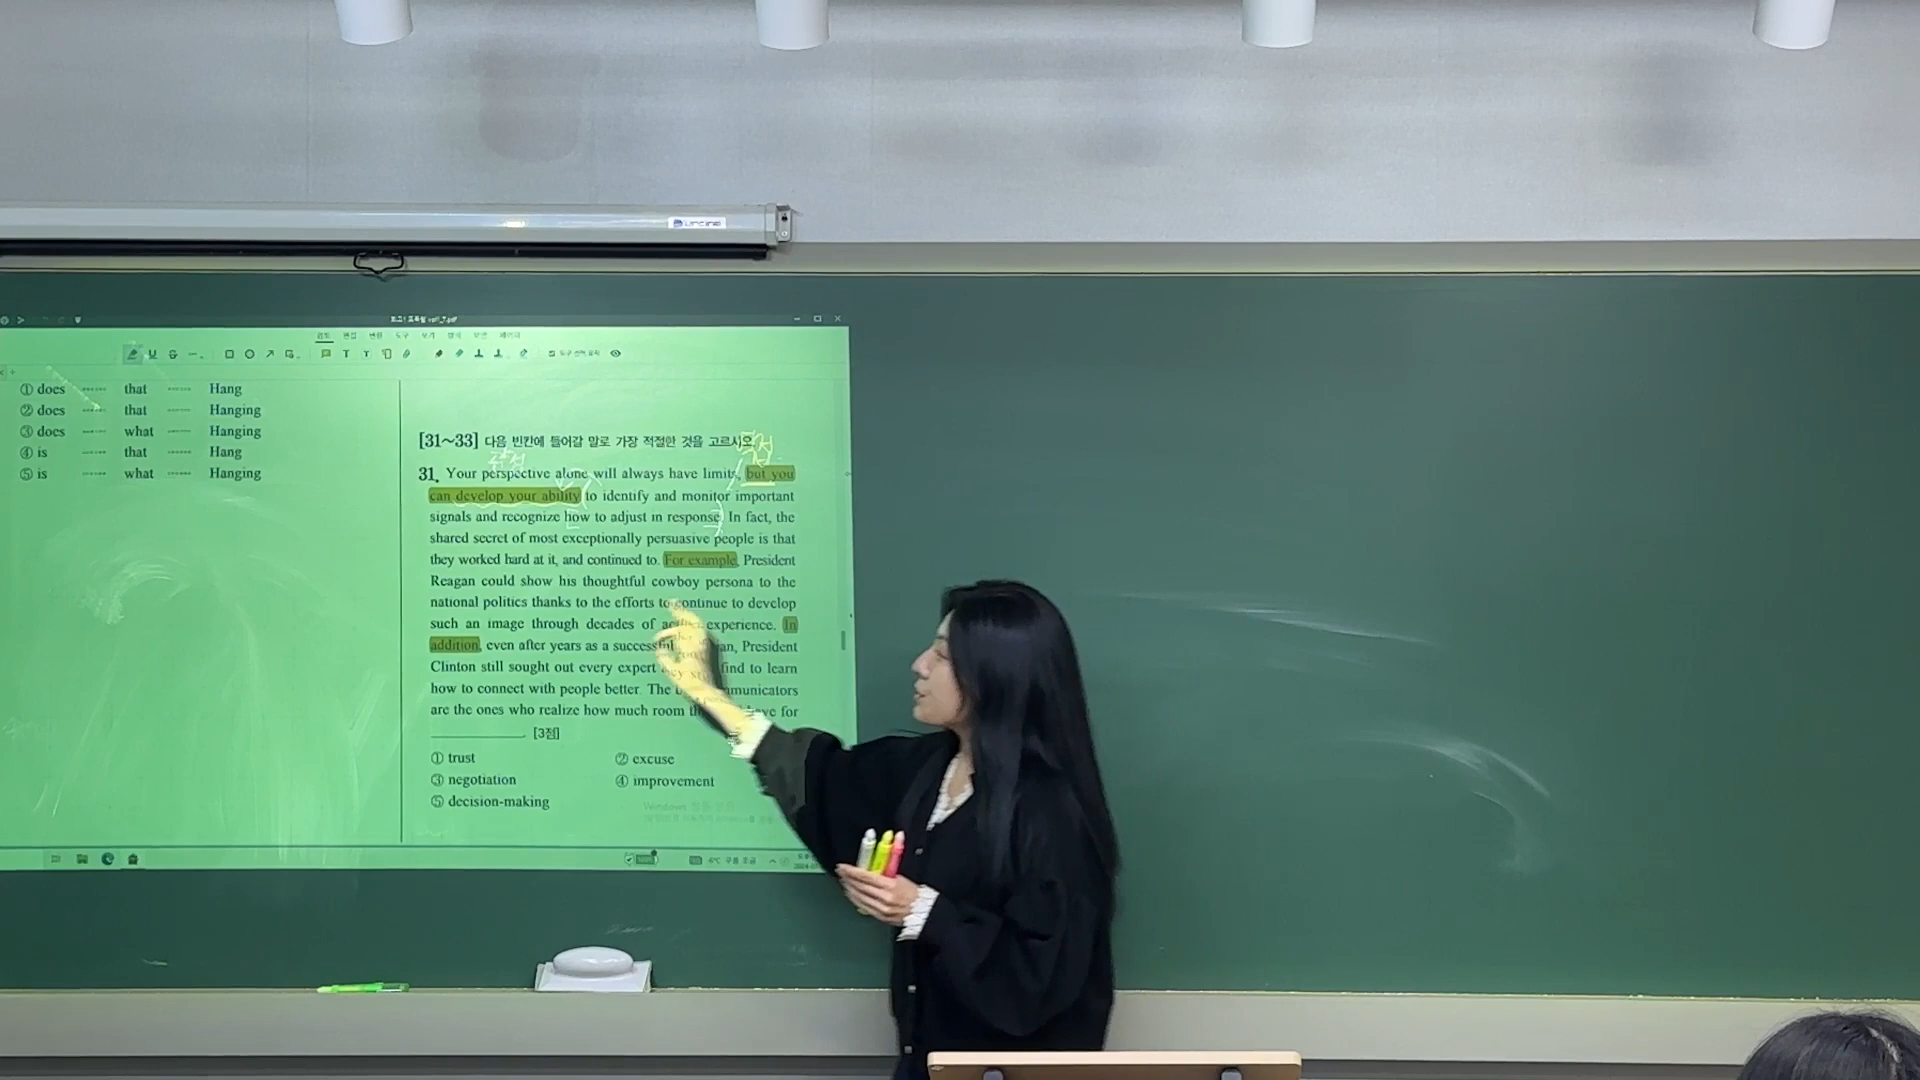 ① does ------ that ------ Hang
② does ------ that ------ Hanging
③ does ------ what ------ Hanging
④ is ------ that ------ Hang
⑤ is ------ what ------ Hanging
[31~33] 다음 빈칸에 들어갈 말로 가장 적절한 것을 고르시오.
31. Your perspective alone will always have limits, but you
can develop your ability to identify and monitor important
signals and recognize how to adjust in response. In fact, the
shared secret of most exceptionally persuasive people is that
they worked hard at it, and continued to. For example, President
Reagan could show his thoughtful cowboy persona to the
national politics thanks to the efforts to continue to develop
such an image through decades of experience. In
addition, even after years as a successful President
Clinton still sought out every expert find to learn
how to connect with people better. The
are the ones who realize how much room for
____________. [3점]
① trust ② excuse
③ negotiation ④ improvement
⑤ decision-making